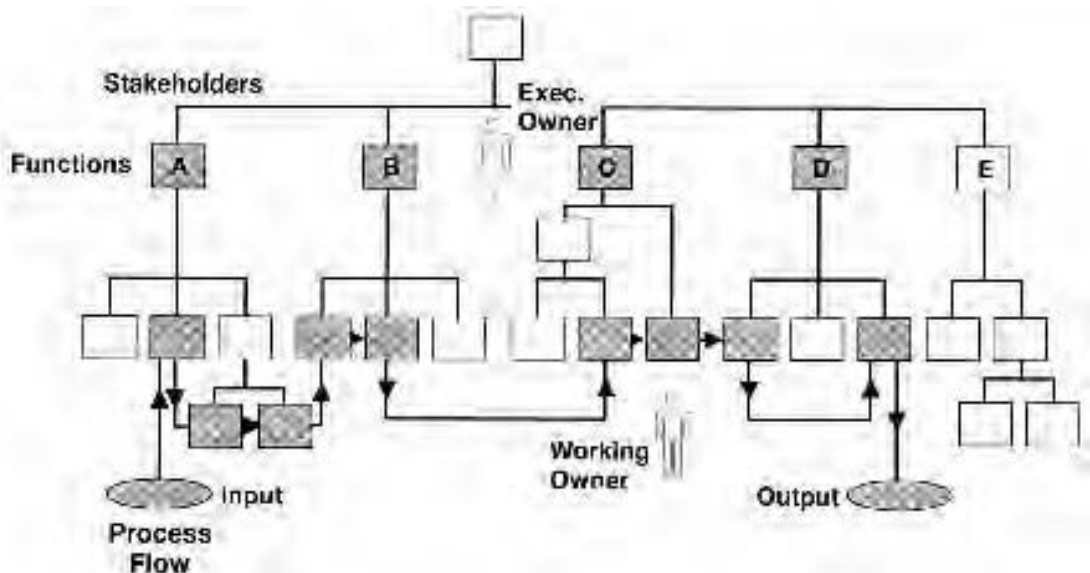 Stakeholders
Exec.
Owner
Functions
A
B
C
D
E
Input
Process
Flow
Working
Owner
Output